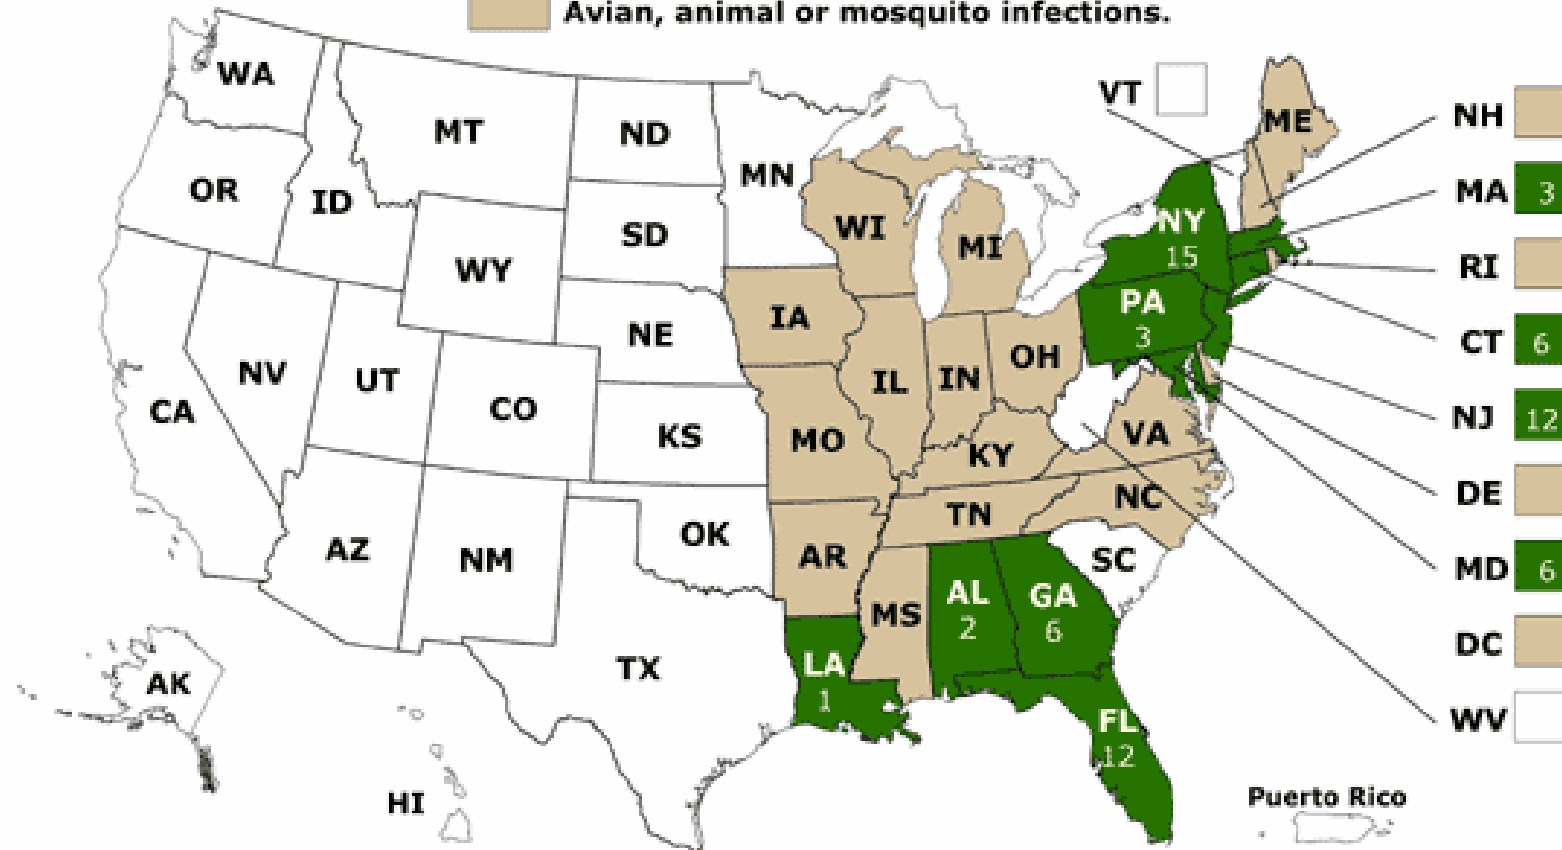 Avian, animal or mosquito infections.
WA
MT
ND
MN
VT
ME
NH
OR
ID
SD
WI
MI
NY
15
MA
3
WY
RI
IA
NE
PA
3
CT
6
NV
UT
CO
IL
IN
OH
CA
KS
MO
KY
VA
NJ
12
AZ
NM
OK
AR
TN
NC
DE
SC
MS
AL
2
GA
6
MD
6
TX
LA
1
DC
AK
FL
12
WV
HI
Puerto Rico